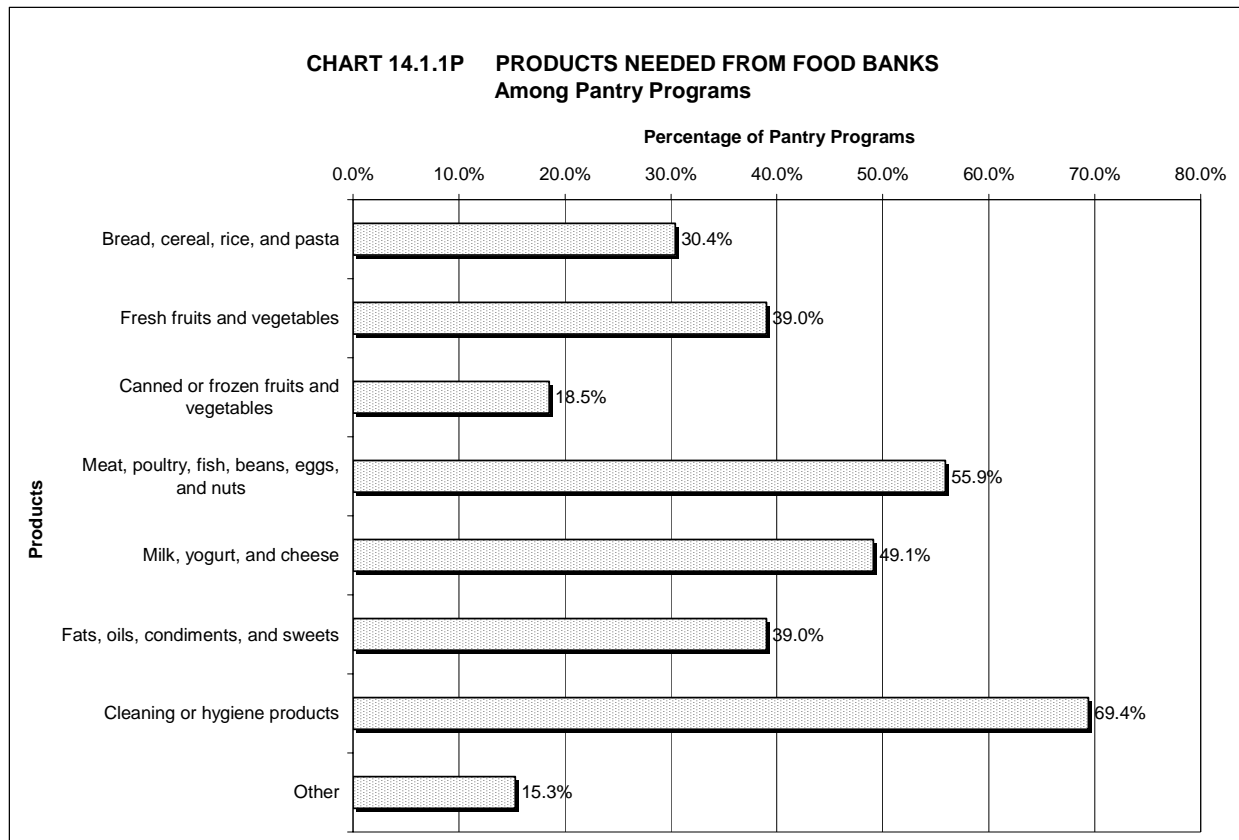 CHART 14.1.1P PRODUCTS NEEDED FROM FOOD BANKS
Among Pantry Programs
Percentage of Pantry Programs
0.0% 10.0% 20.0% 30.0% 40.0% 50.0% 60.0% 70.0% 80.0%
Products
Bread, cereal, rice, and pasta 30.4%
Fresh fruits and vegetables 39.0%
Canned or frozen fruits and
vegetables 18.5%
Meat, poultry, fish, beans, eggs,
and nuts 55.9%
Milk, yogurt, and cheese 49.1%
Fats, oils, condiments, and sweets 39.0%
Cleaning or hygiene products 69.4%
Other 15.3%